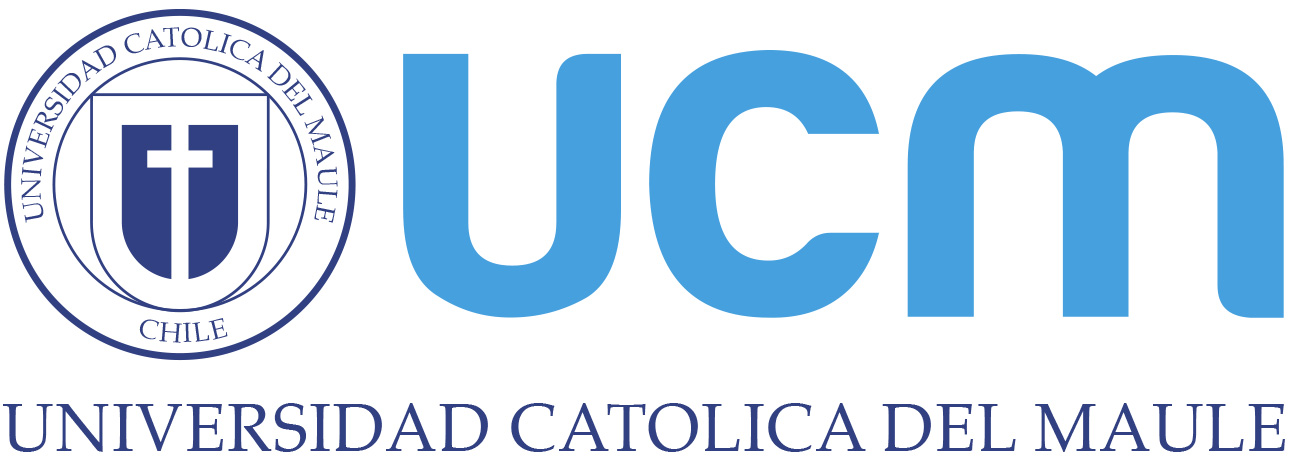 UNIVERSIDAD CATOLICA DEL MAULE
CHILE
ucm
UNIVERSIDAD CATOLICA DEL MAULE